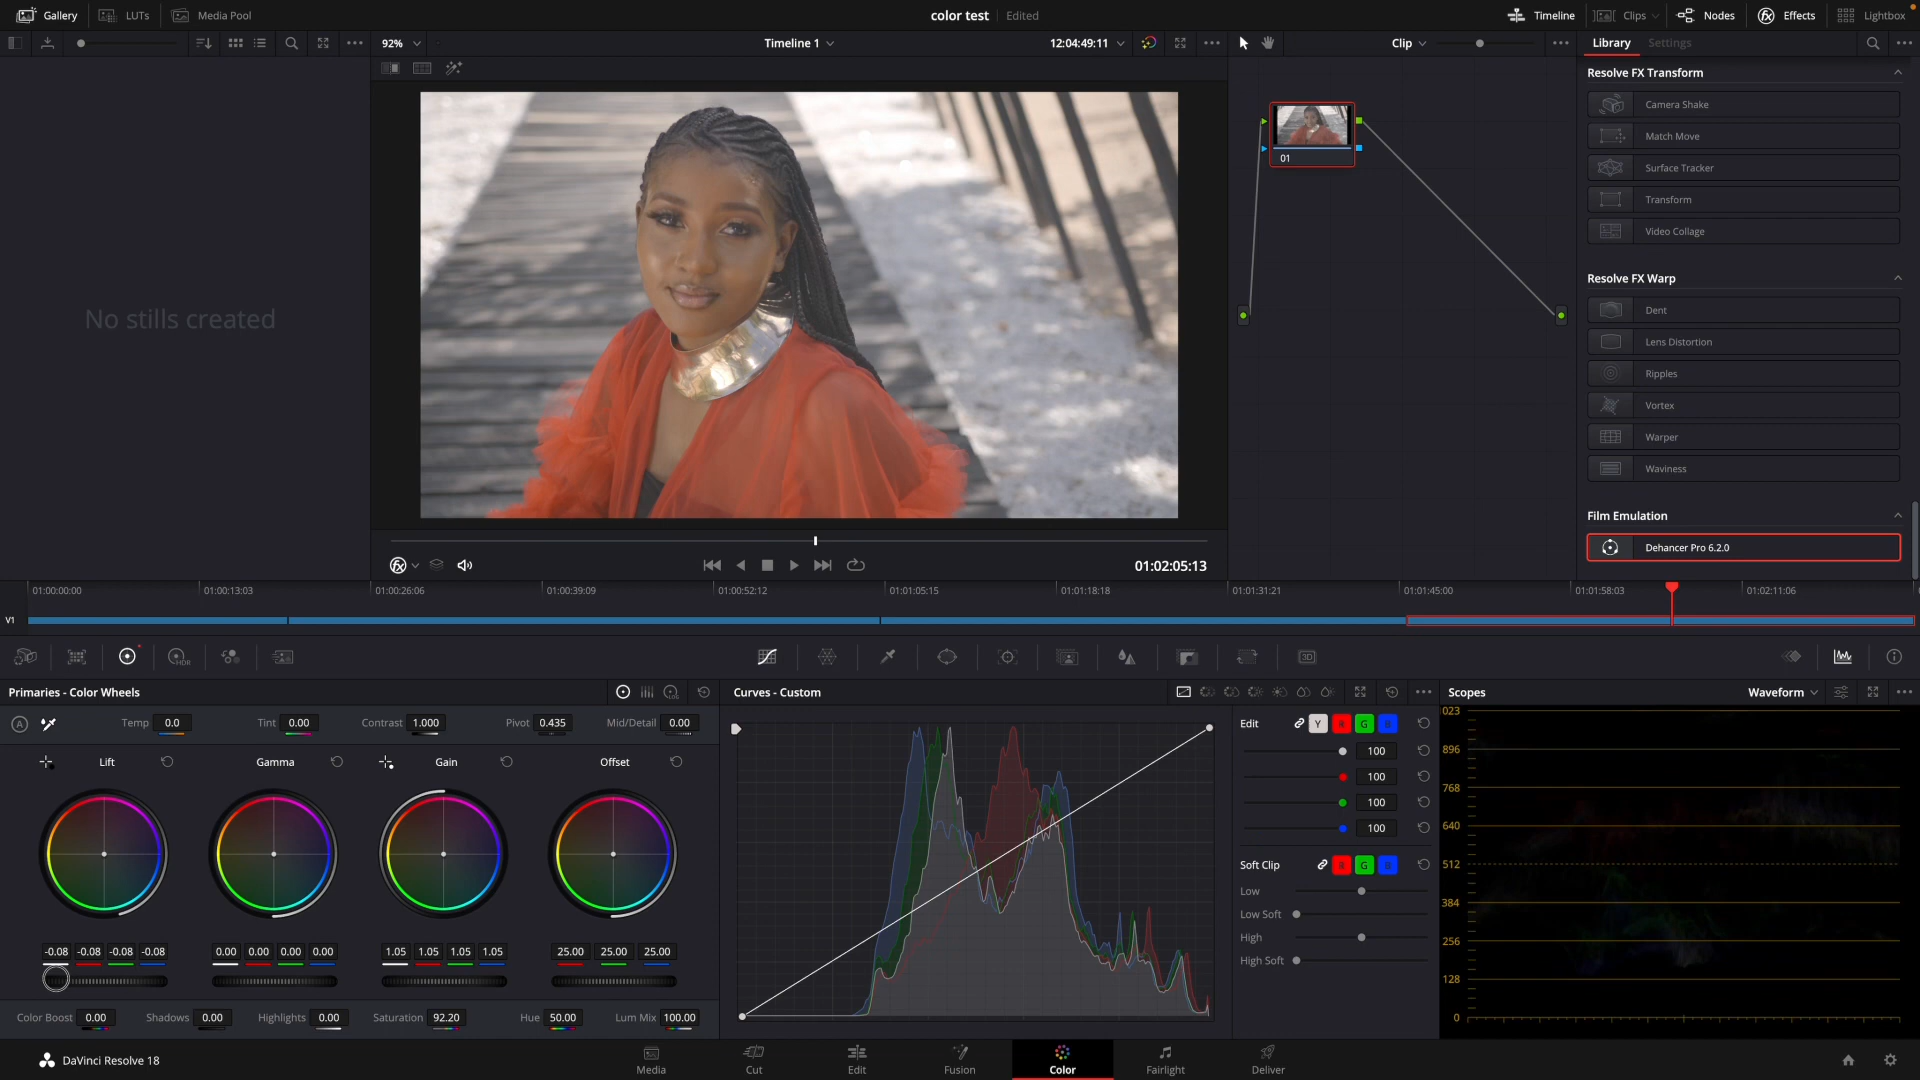 Gallery
LUTs
Media Pool
color test
Edited
Timeline
Clips
Nodes
Effects
Lightbox
92%
Timeline 1
12:04:49:11
Clip
Library
Settings
No stills created
01
Resolve FX Transform
Camera Shake
Match Move
Surface Tracker
Transform
Video Collage
Resolve FX Warp
Dent
Lens Distortion
Ripples
Vortex
Warper
Waviness
Film Emulation
Dehancer Pro 6.2.0
01:02:05:13
01:00:00:00
01:00:13:03
01:00:26:06
01:00:39:09
01:00:52:12
01:01:05:15
01:01:18:18
01:01:31:21
01:01:45:00
01:01:58:03
01:02:11:06
V1
HDR
3D
Primaries - Color Wheels
LOG
Curves - Custom
Scopes
Waveform
A
Temp 0.0
Tint 0.00
Contrast 1.000
Pivot 0.435
Mid/Detail 0.00
Lift
Gamma
Gain
Offset
-0.08 -0.08 -0.08 -0.08
0.00 0.00 0.00 0.00
1.05 1.05 1.05 1.05
25.00 25.00 25.00
Color Boost 0.00
Shadows 0.00
Highlights 0.00
Saturation 92.20
Hue 50.00
Lum Mix 100.00
Edit
Y R G B
100
100
100
100
Soft Clip
R G B
Low
Low Soft
High
High Soft
023
896
768
640
512
384
256
128
0
DaVinci Resolve 18
Media
Cut
Edit
Fusion
Color
Fairlight
Deliver